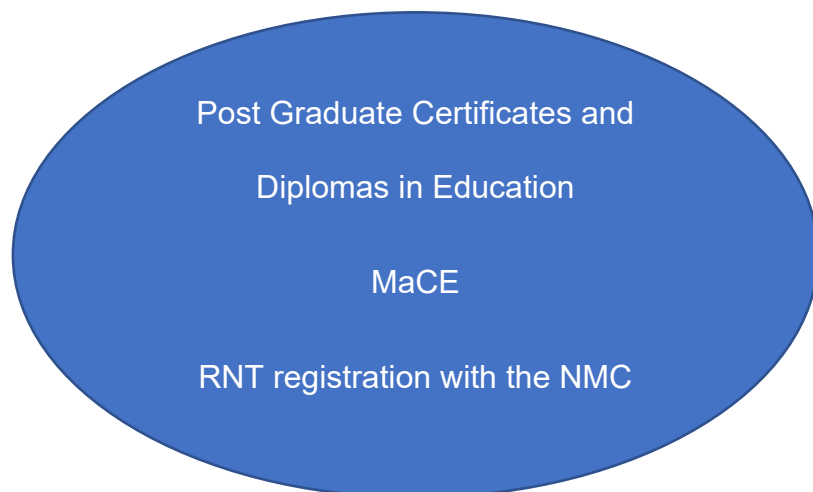 Post Graduate Certificates and
Diplomas in Education
MaCE
RNT registration with the NMC